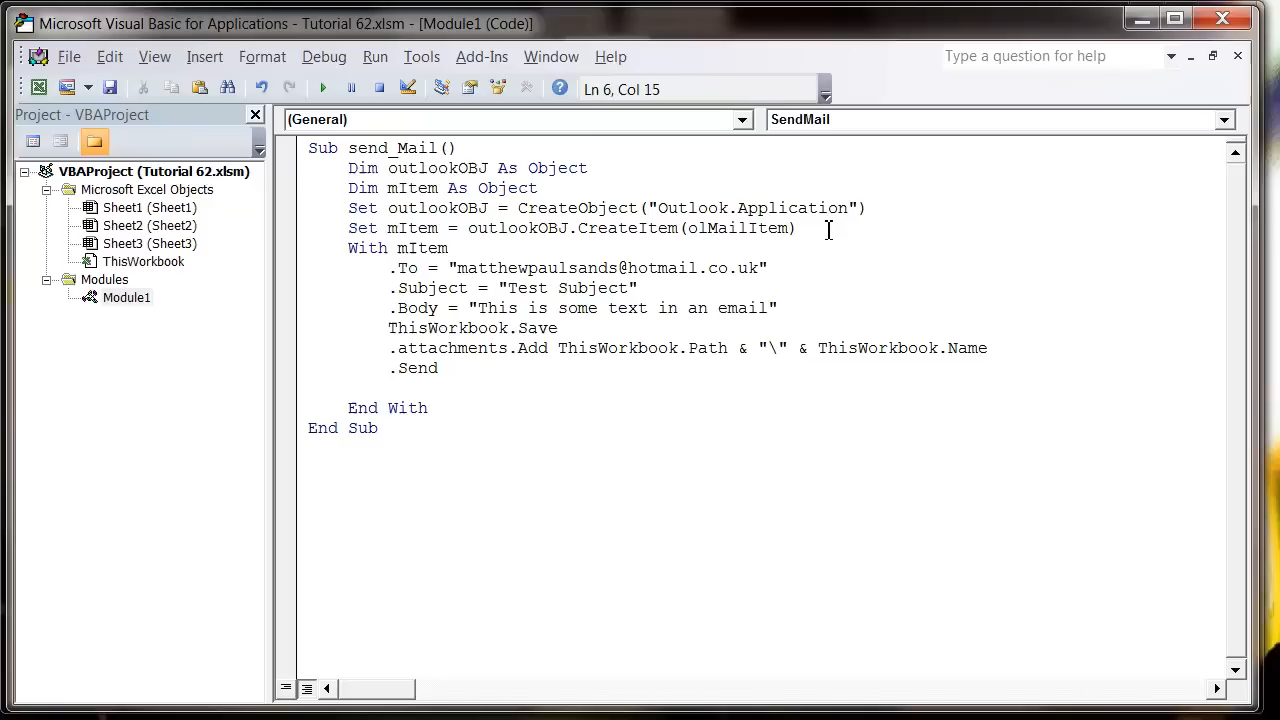 Microsoft Visual Basic for Applications - Tutorial 62.xlsm - [Module1 (Code)]
File Edit View Insert Format Debug Run Tools Add-Ins Window Help
Type a question for help
Ln 6, Col 15
Project - VBAProject
(General)
SendMail
VBAProject (Tutorial 62.xlsm)
Microsoft Excel Objects
Sheet1 (Sheet1)
Sheet2 (Sheet2)
Sheet3 (Sheet3)
ThisWorkbook
Modules
Module1
Sub send_Mail()
Dim outlookOBJ As Object
Dim mItem As Object
Set outlookOBJ = CreateObject("Outlook.Application")
Set mItem = outlookOBJ.CreateItem(olMailItem)
With mItem
.To = "matthewpaulsands@hotmail.co.uk"
.Subject = "Test Subject"
.Body = "This is some text in an email"
ThisWorkbook.Save
.attachments.Add ThisWorkbook.Path & "\" & ThisWorkbook.Name
.Send
End With
End Sub